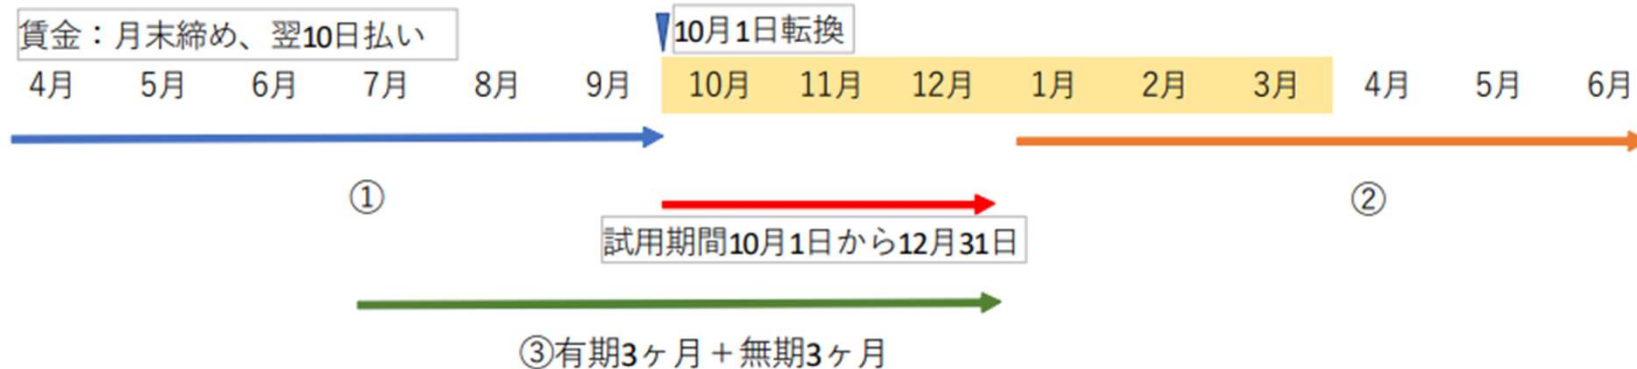 賃金：月末締め、翌10日払い
10月1日転換
4月 5月 6月 7月 8月 9月 10月 11月 12月 1月 2月 3月 4月 5月 6月
①
②
試用期間10月1日から12月31日
③有期3ヶ月＋無期3ヶ月